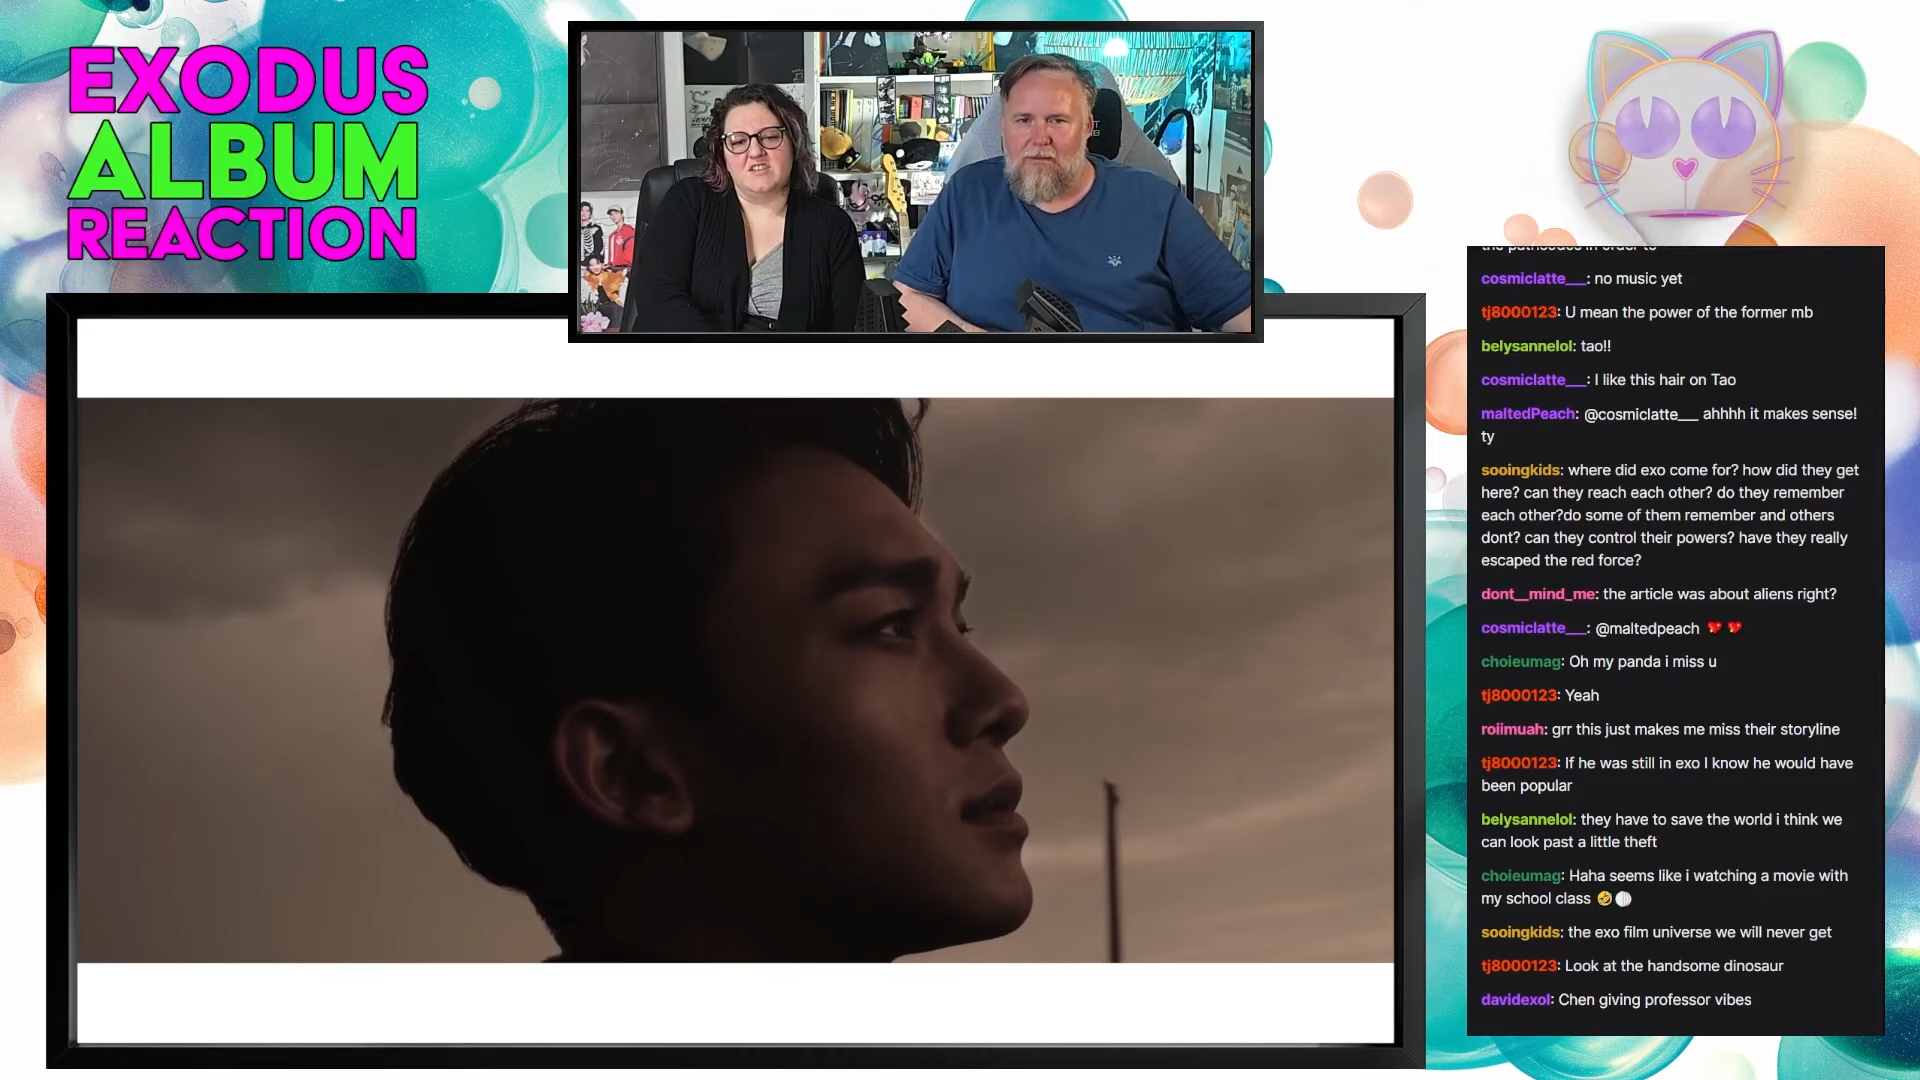 EXODUS
ALBUM
REACTION
the pathcodes in order to
cosmiclatte__: no music yet
tj8000123: U mean the power of the former mb
belysannelol: tao!!
cosmiclatte__: I like this hair on Tao
maltedPeach: @cosmiclatte__ ahhhh it makes sense!
ty
sooingkids: where did exo come for? how did they get
here? can they reach each other? do they remember
each other?do some of them remember and others
dont? can they control their powers? have they really
escaped the red force?
dont__mind_me: the article was about aliens right?
cosmiclatte__: @maltedpeach
choieumag: Oh my panda i miss u
tj8000123: Yeah
roiimuah: grr this just makes me miss their storyline
tj8000123: If he was still in exo I know he would have
been popular
belysannelol: they have to save the world i think we
can look past a little theft
choieumag: Haha seems like i watching a movie with
my school class 🤣
sooingkids: the exo film universe we will never get
tj8000123: Look at the handsome dinosaur
davidexol: Chen giving professor vibes